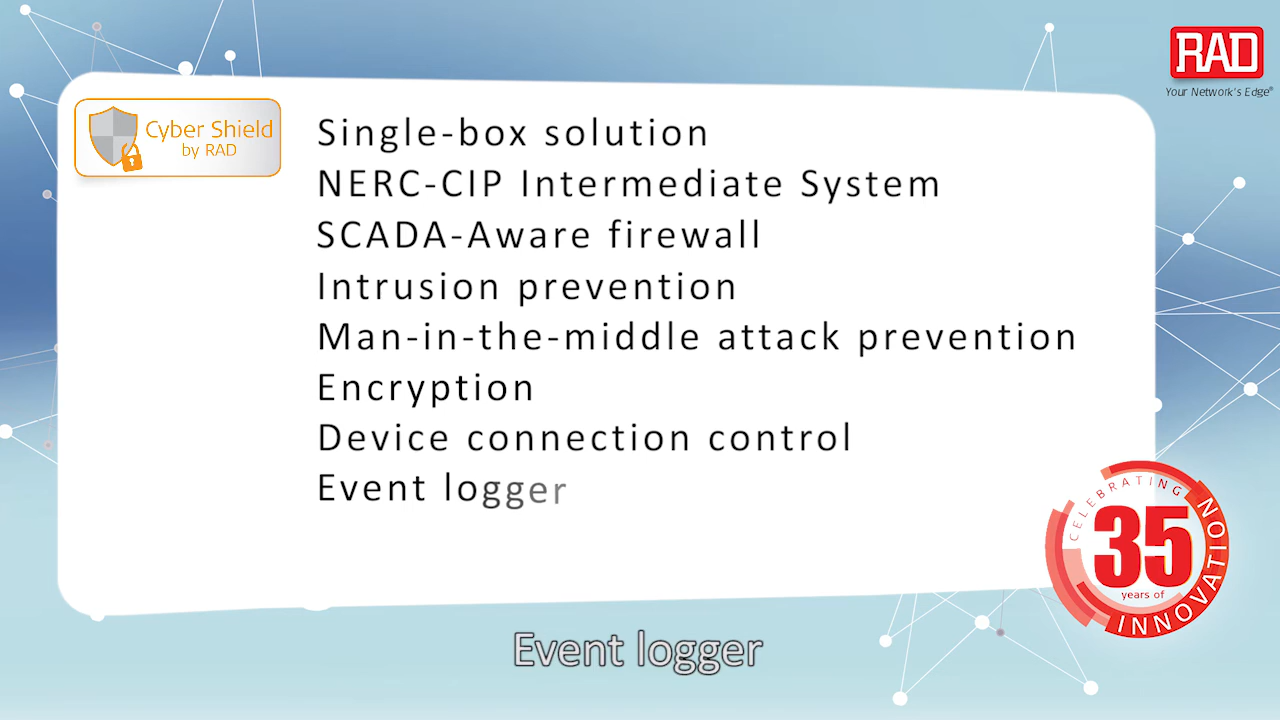 RAD
Your Network's Edge®
Cyber Shield
by RAD
Single-box solution
NERC-CIP Intermediate System
SCADA-Aware firewall
Intrusion prevention
Man-in-the-middle attack prevention
Encryption
Device connection control
Event logger
CELEBRATING
35
years of
INNOVATION
Event logger